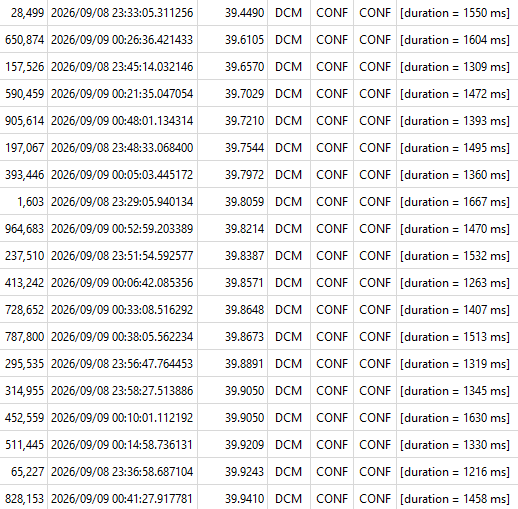 28,499 2026/09/08 23:33:05.311256 39.4490 DCM CONF CONF [duration = 1550 ms]
650,874 2026/09/09 00:26:36.421433 39.6105 DCM CONF CONF [duration = 1604 ms]
157,526 2026/09/08 23:45:14.032146 39.6570 DCM CONF CONF [duration = 1309 ms]
590,459 2026/09/09 00:21:35.047054 39.7029 DCM CONF CONF [duration = 1472 ms]
905,614 2026/09/09 00:48:01.134314 39.7210 DCM CONF CONF [duration = 1393 ms]
197,067 2026/09/08 23:48:33.068400 39.7544 DCM CONF CONF [duration = 1495 ms]
393,446 2026/09/09 00:05:03.445172 39.7972 DCM CONF CONF [duration = 1360 ms]
1,603 2026/09/08 23:29:05.940134 39.8059 DCM CONF CONF [duration = 1667 ms]
964,683 2026/09/09 00:52:59.203389 39.8214 DCM CONF CONF [duration = 1470 ms]
237,510 2026/09/08 23:51:54.592577 39.8387 DCM CONF CONF [duration = 1532 ms]
413,242 2026/09/09 00:06:42.085356 39.8571 DCM CONF CONF [duration = 1263 ms]
728,652 2026/09/09 00:33:08.516292 39.8648 DCM CONF CONF [duration = 1407 ms]
787,800 2026/09/09 00:38:05.562234 39.8673 DCM CONF CONF [duration = 1513 ms]
295,535 2026/09/08 23:56:47.764453 39.8891 DCM CONF CONF [duration = 1319 ms]
314,955 2026/09/08 23:58:27.513886 39.9050 DCM CONF CONF [duration = 1345 ms]
452,559 2026/09/09 00:10:01.112192 39.9050 DCM CONF CONF [duration = 1630 ms]
511,445 2026/09/09 00:14:58.736131 39.9209 DCM CONF CONF [duration = 1330 ms]
65,227 2026/09/08 23:36:58.687104 39.9243 DCM CONF CONF [duration = 1216 ms]
828,153 2026/09/09 00:41:27.917781 39.9410 DCM CONF CONF [duration = 1458 ms]